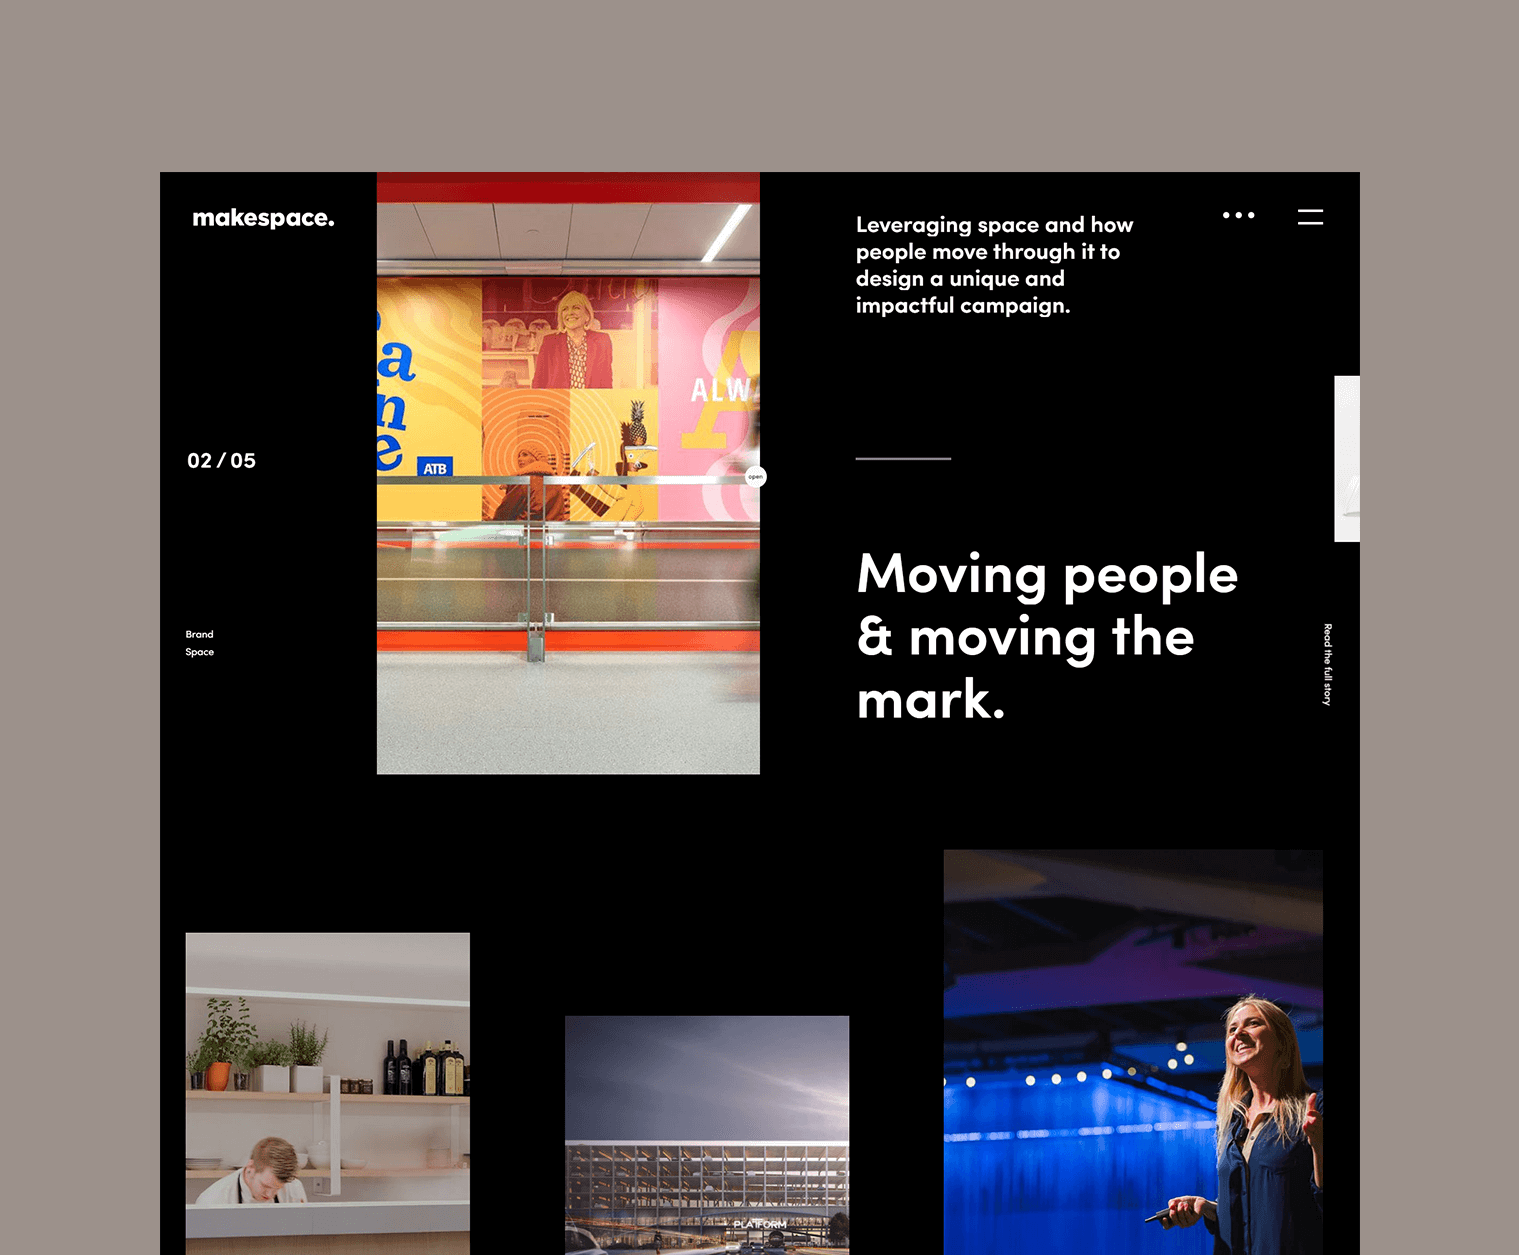 makespace.
Leveraging space and how
people move through it to
design a unique and
impactful campaign.
a
n
e
ATB
ALWA
open
02 / 05
Moving people
& moving the
mark.
Brand
Space
Read the full story
PLATFORM